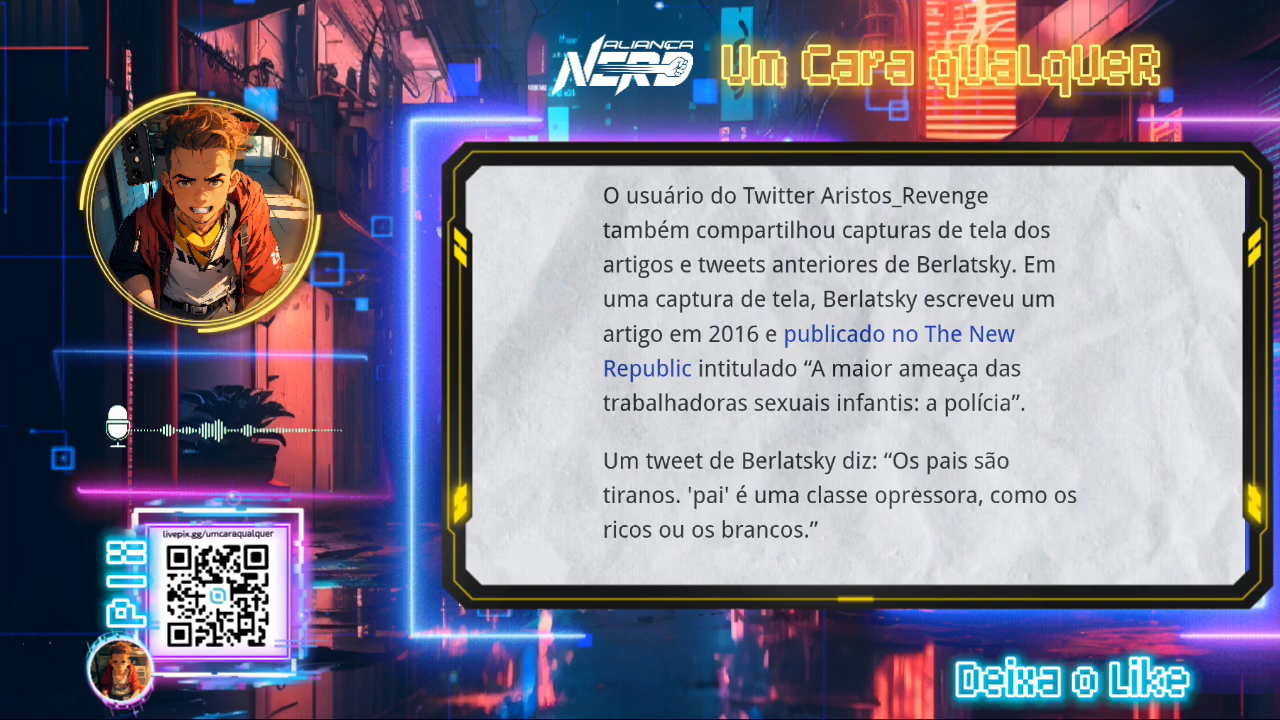 ALIANÇA
NERD
Um Cara qUaLqUeR
O usuário do Twitter Aristos_Revenge
também compartilhou capturas de tela dos
artigos e tweets anteriores de Berlatsky. Em
uma captura de tela, Berlatsky escreveu um
artigo em 2016 e publicado no The New
Republic intitulado “A maior ameaça das
trabalhadoras sexuais infantis: a polícia”.
Um tweet de Berlatsky diz: “Os pais são
tiranos. 'pai' é uma classe opressora, como os
ricos ou os brancos.”
livepix.gg/umcaraqualquer
PIX
Deixa o Like